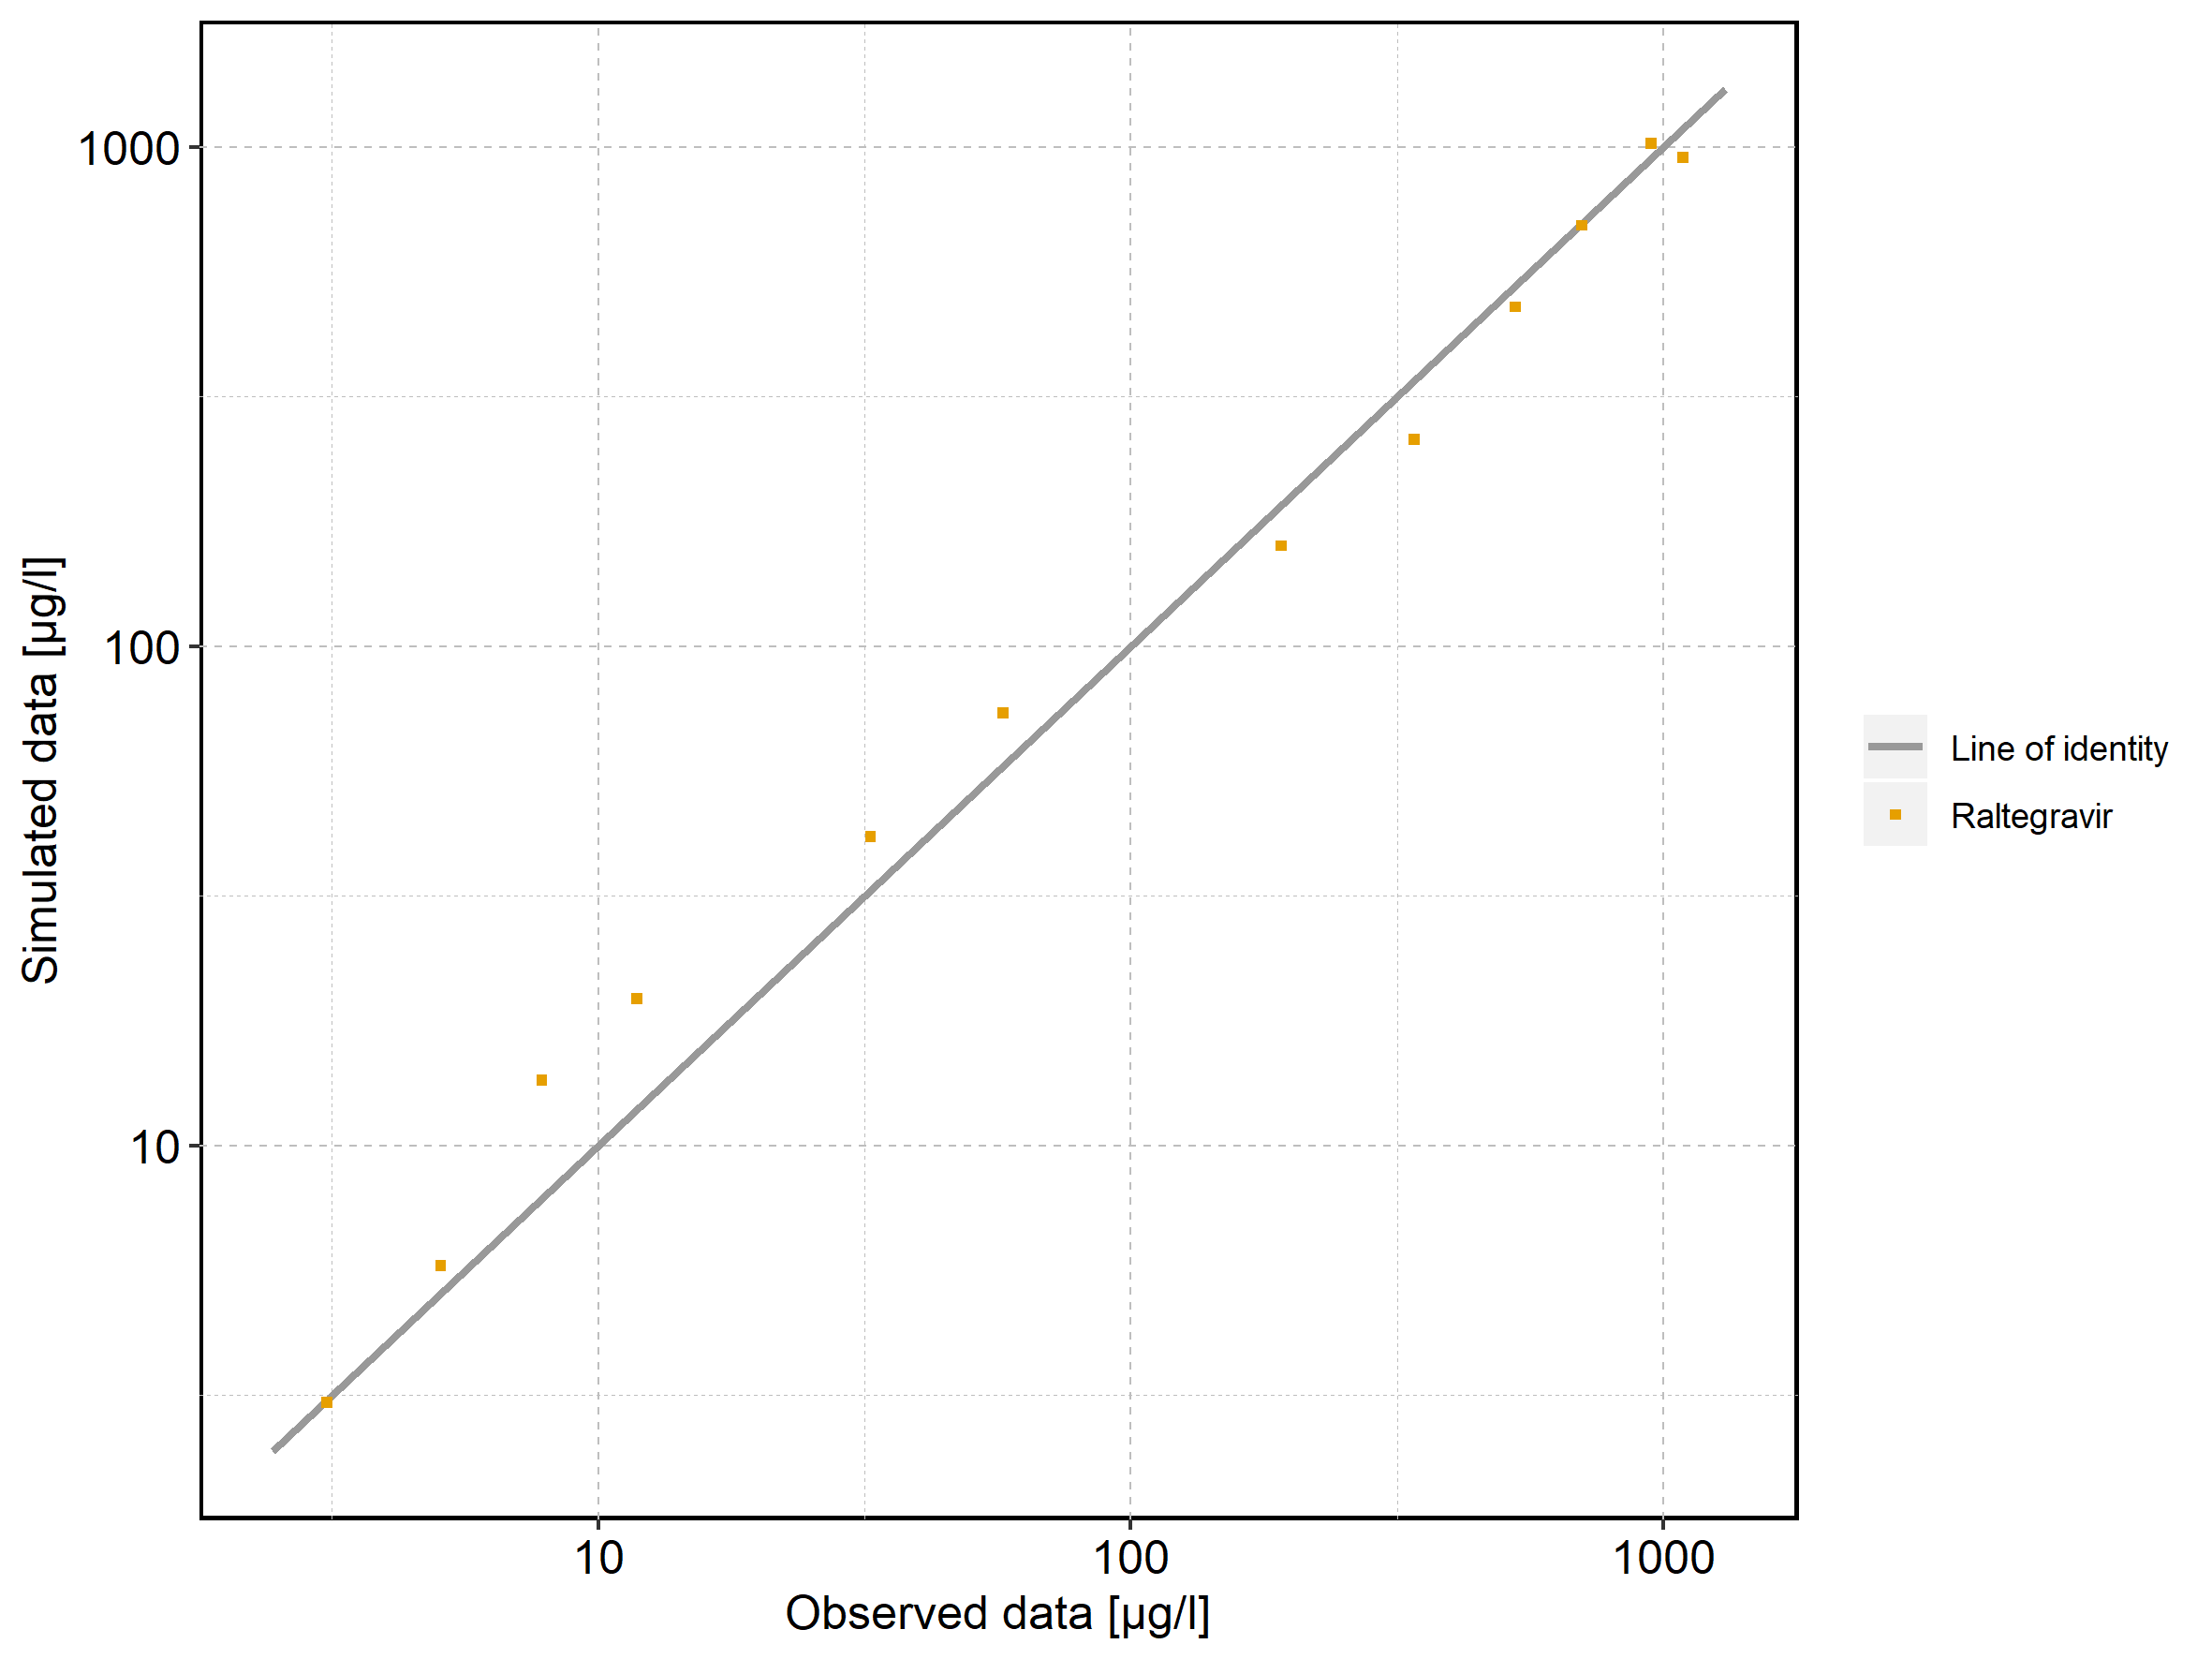 1000
100
10
Simulated data [µg/l]
10
100
1000
Observed data [µg/l]
Line of identity
Raltegravir